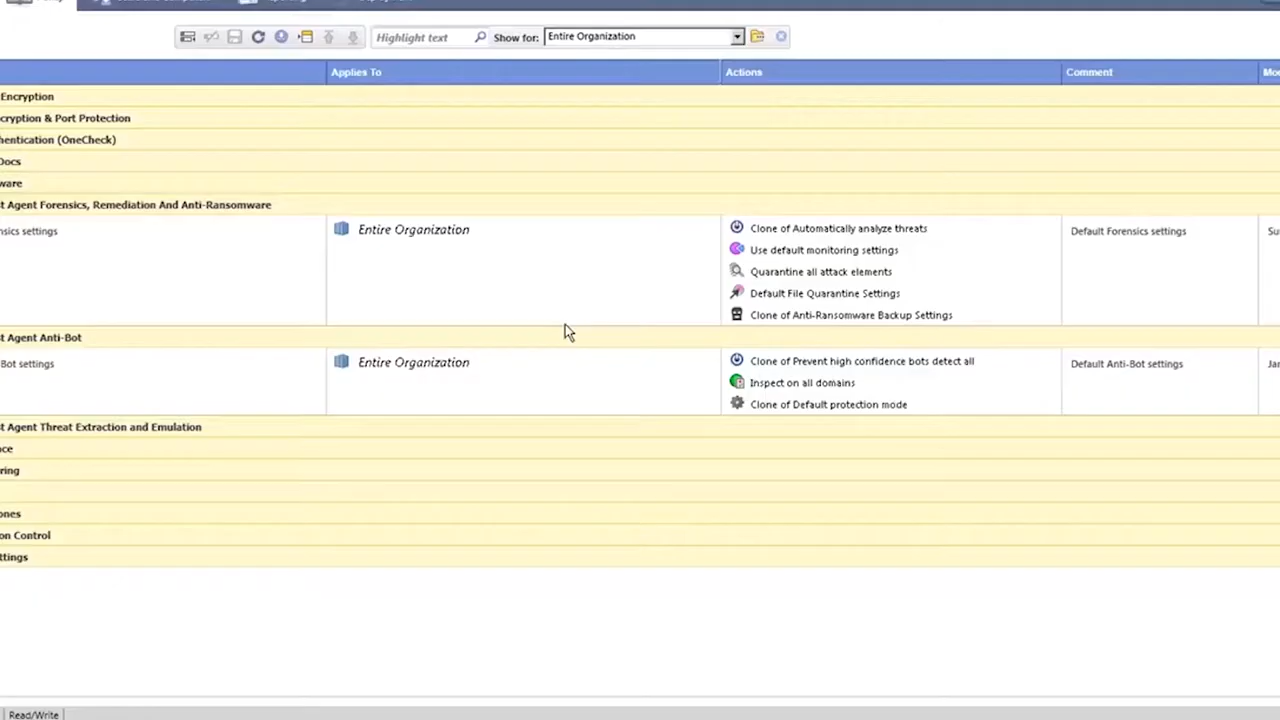 Highlight text Show for: Entire Organization
Applies To Actions Comment
Encryption
cryption & Port Protection
hentication (OneCheck)
Docs
ware
t Agent Forensics, Remediation And Anti-Ransomware
nsics settings Entire Organization Clone of Automatically analyze threats Default Forensics settings Su
Use default monitoring settings
Quarantine all attack elements
Default File Quarantine Settings
Clone of Anti-Ransomware Backup Settings
t Agent Anti-Bot
Bot settings Entire Organization Clone of Prevent high confidence bots detect all Default Anti-Bot settings Jan
Inspect on all domains
Clone of Default protection mode
t Agent Threat Extraction and Emulation
ce
ring
ones
on Control
ttings
Read/Write